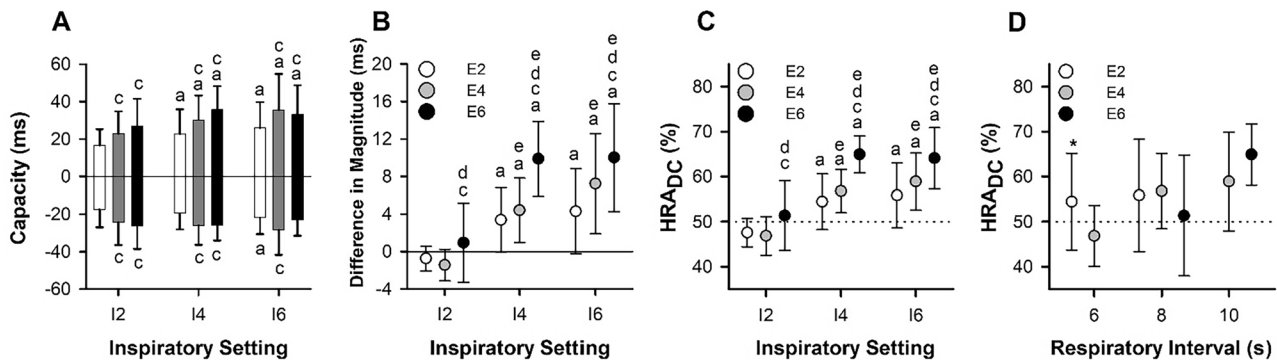 A
Capacity (ms)
60
40
20
0
-20
-40
-60
c
c
a
c
a
c
a
c
a
c
a
c
a
c
c
c
c
a
c
I2
I4
I6
Inspiratory Setting
B
Difference in Magnitude (ms)
20
16
12
8
4
0
-4
E2
E4
E6
d
c
a
e
a
e
d
c
a
a
e
a
e
d
c
a
I2
I4
I6
Inspiratory Setting
C
HRADC (%)
80
70
60
50
40
E2
E4
E6
d
c
a
e
a
e
d
c
a
a
e
a
e
d
c
a
I2
I4
I6
Inspiratory Setting
D
HRADC (%)
80
70
60
50
40
E2
E4
E6
*
6
8
10
Respiratory Interval (s)